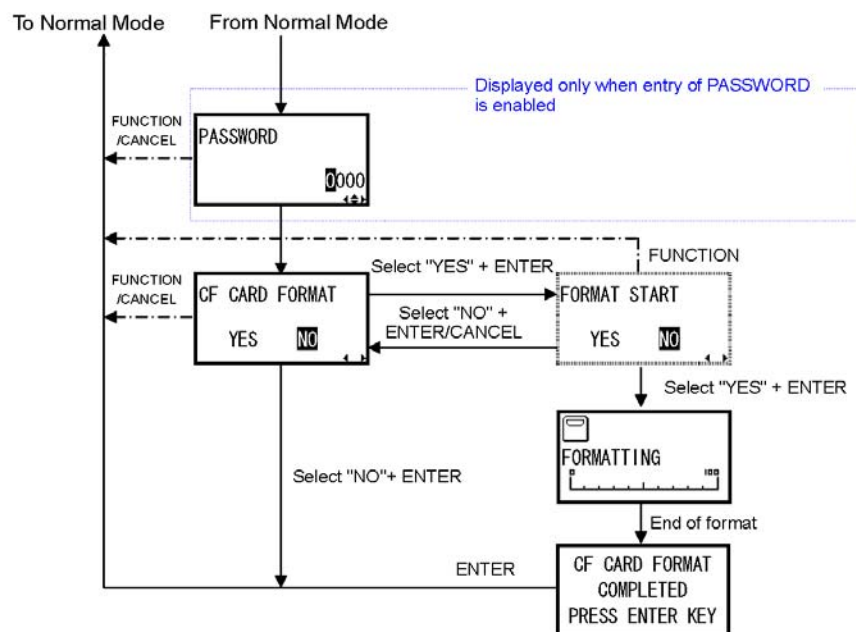 To Normal Mode
From Normal Mode
Displayed only when entry of PASSWORD
is enabled
FUNCTION
/CANCEL
PASSWORD
0000
FUNCTION
FUNCTION
/CANCEL
CF CARD FORMAT
YES NO
Select "YES" + ENTER
Select "NO" +
ENTER/CANCEL
FORMAT START
YES NO
Select "YES" + ENTER
FORMATTING
0 100
Select "NO"+ ENTER
End of format
ENTER
CF CARD FORMAT
COMPLETED
PRESS ENTER KEY